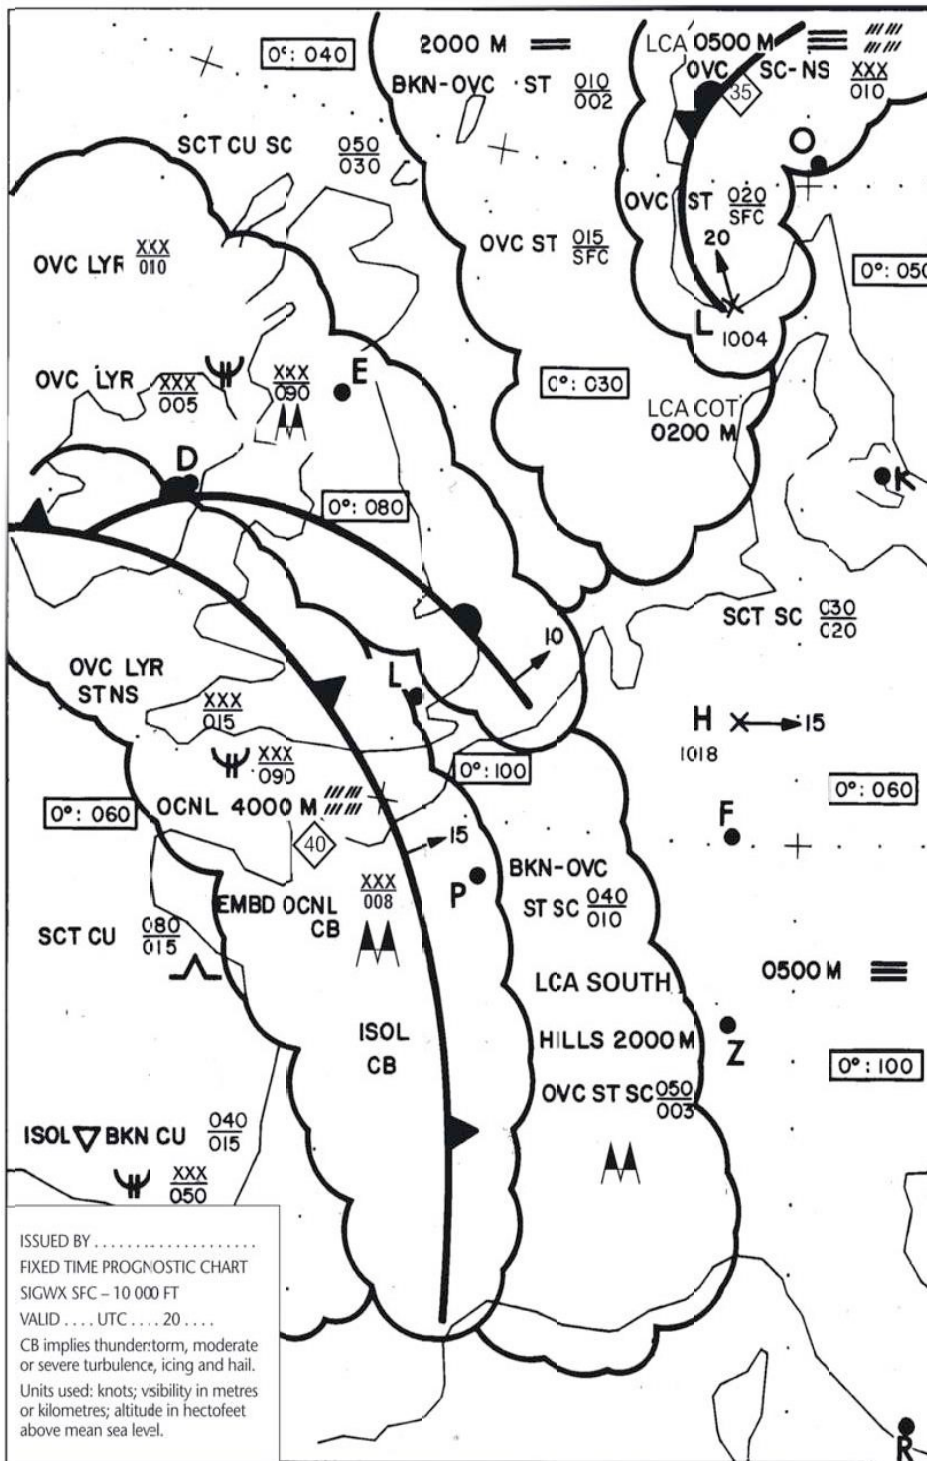 0°: 040
2000 M
BKN-OVC ST 010
002
LCA 0500 M
OVC SC-NS XXX
010
35
SCT CU SC 050
030
O
OVC ST 020
SFC
OVC LYR XXX
010
OVC ST 015
SFC
20
0°: 050
L 1004
OVC LYR XXX
005
XXX
090
E
0°: 030
LCA COT
0200 M
D
K
0°: 080
SCT SC 030
020
10
OVC LYR
ST NS
L
XXX
015
H 15
1018
XXX
090
0°: 100
0°: 060
OCNL 4000 M
0°: 060
40
15
F
BKN-OVC
ST SC 040
010
P
EMBD OCNL
CB
XXX
008
SCT CU 080
015
LCA SOUTH
0500 M
HILLS 2000 M
Z
ISOL
CB
0°: 100
OVC ST SC 050
003
ISOL BKN CU 040
015
XXX
050
ISSUED BY . . . . . . . . . . . . . . . . . . . . .
FIXED TIME PROGNOSTIC CHART
SIGWX SFC – 10 000 FT
VALID . . . . UTC . . . . 20 . . . .
CB implies thunderstorm, moderate
or severe turbulence, icing and hail.
Units used: knots; visibility in metres
or kilometres; altitude in hectofeet
above mean sea level.
R